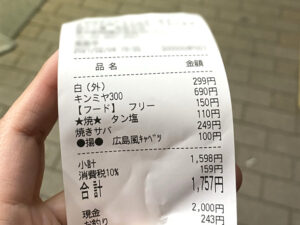 品名 金額
白(外) 299円
キンミヤ300 690円
【フード】 フリー 150円
★焼★ タン塩 110円
焼きサバ 249円
●揚● 広島風ｷｬﾍﾞﾂ 100円
小計 1,598円
消費税10% 159円
合計 1,757円
現金 2,000円
お釣り 243円